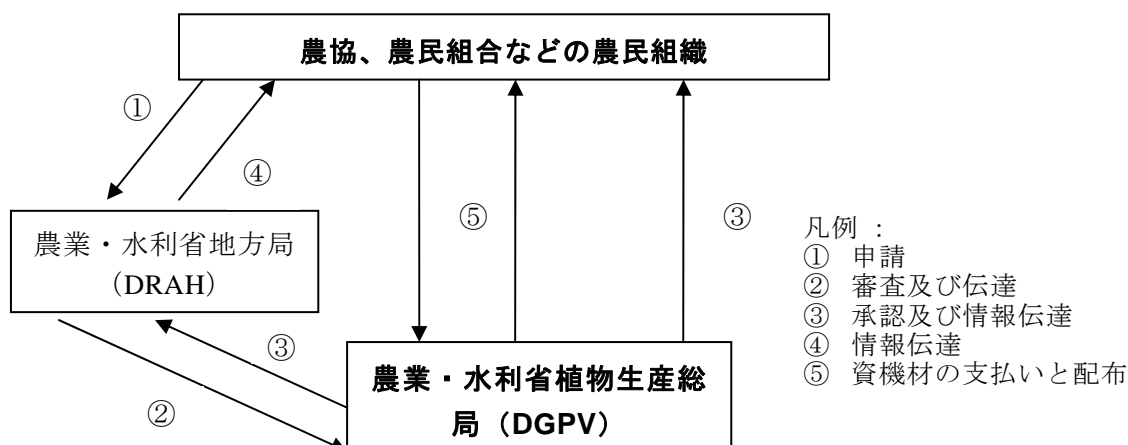 農協、農民組合などの農民組織
①
④
⑤
③
農業・水利省地方局
（DRAH）
③
②
農業・水利省植物生産総
局（DGPV）
凡例 ：
① 申請
② 審査及び伝達
③ 承認及び情報伝達
④ 情報伝達
⑤ 資機材の支払いと配布